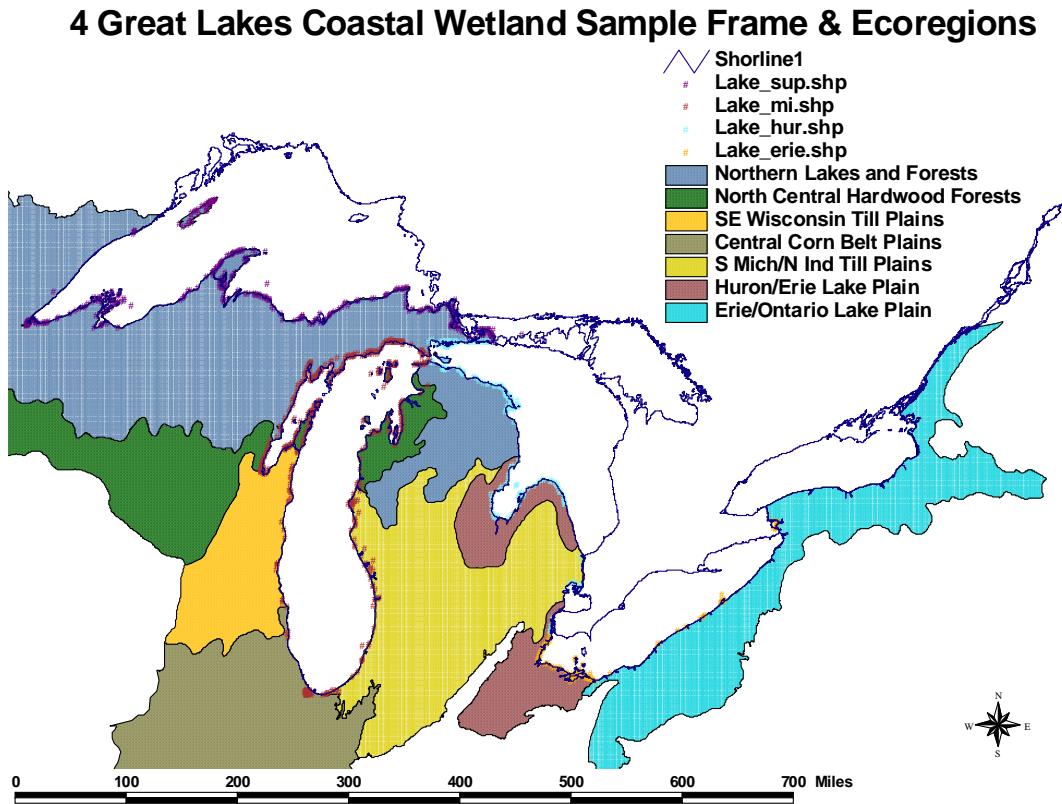 4 Great Lakes Coastal Wetland Sample Frame & Ecoregions
Shorline1
# Lake_sup.shp
# Lake_mi.shp
# Lake_hur.shp
# Lake_erie.shp
Northern Lakes and Forests
North Central Hardwood Forests
SE Wisconsin Till Plains
Central Corn Belt Plains
S Mich/N Ind Till Plains
Huron/Erie Lake Plain
Erie/Ontario Lake Plain
N
W E
S
0 100 200 300 400 500 600 700 Miles